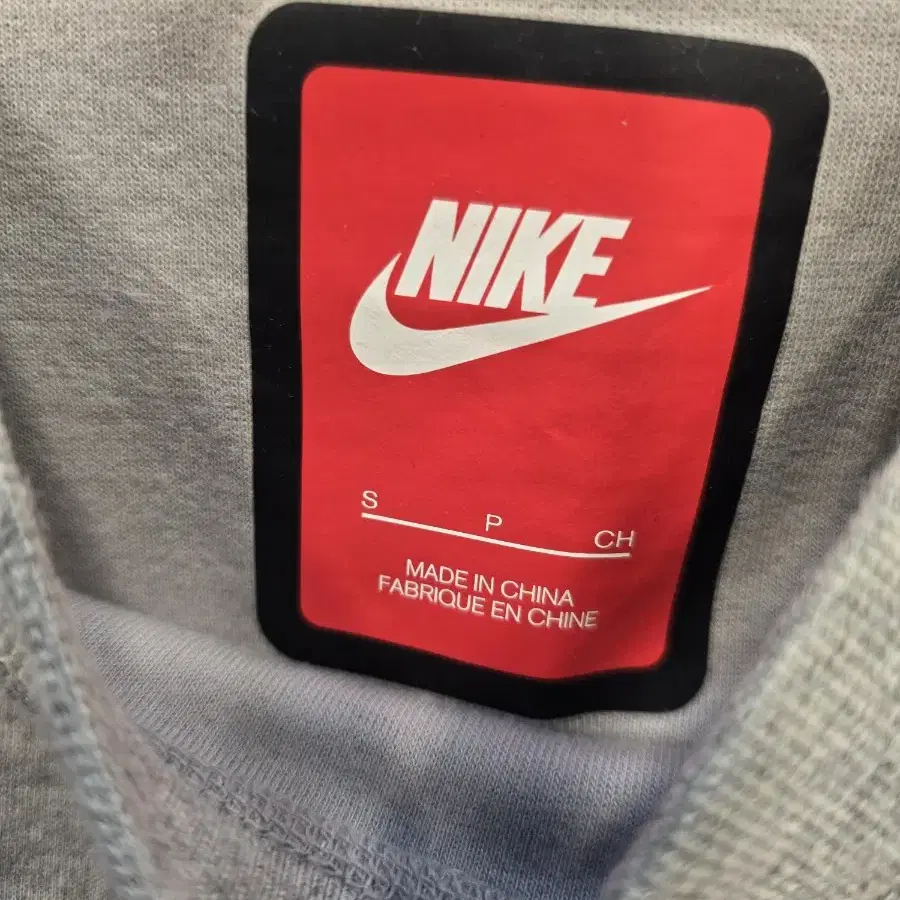 NIKE
S P CH
MADE IN CHINA
FABRIQUE EN CHINE